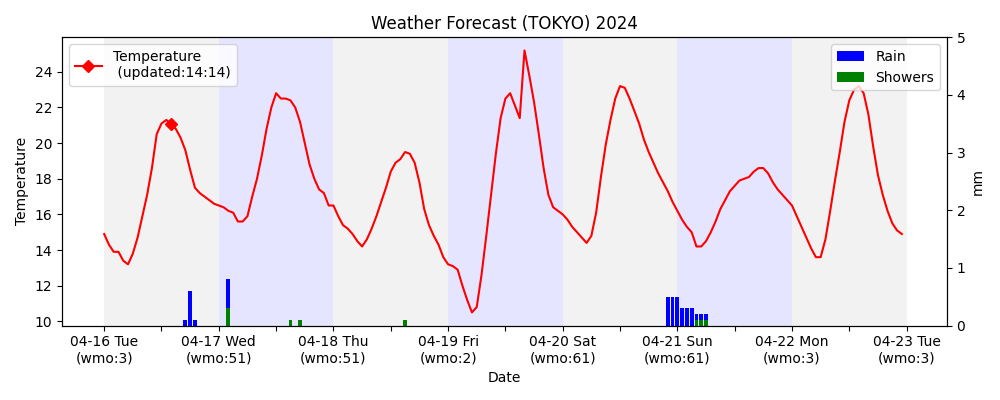 Weather Forecast (TOKYO) 2024
Temperature
(updated:14:14)
Rain
Showers
Temperature
24
22
20
18
16
14
12
10
5
4
3
2
1
0
mm
04-16 Tue
(wmo:3)
04-17 Wed
(wmo:51)
04-18 Thu
(wmo:51)
04-19 Fri
(wmo:2)
04-20 Sat
(wmo:61)
04-21 Sun
(wmo:61)
04-22 Mon
(wmo:3)
04-23 Tue
(wmo:3)
Date